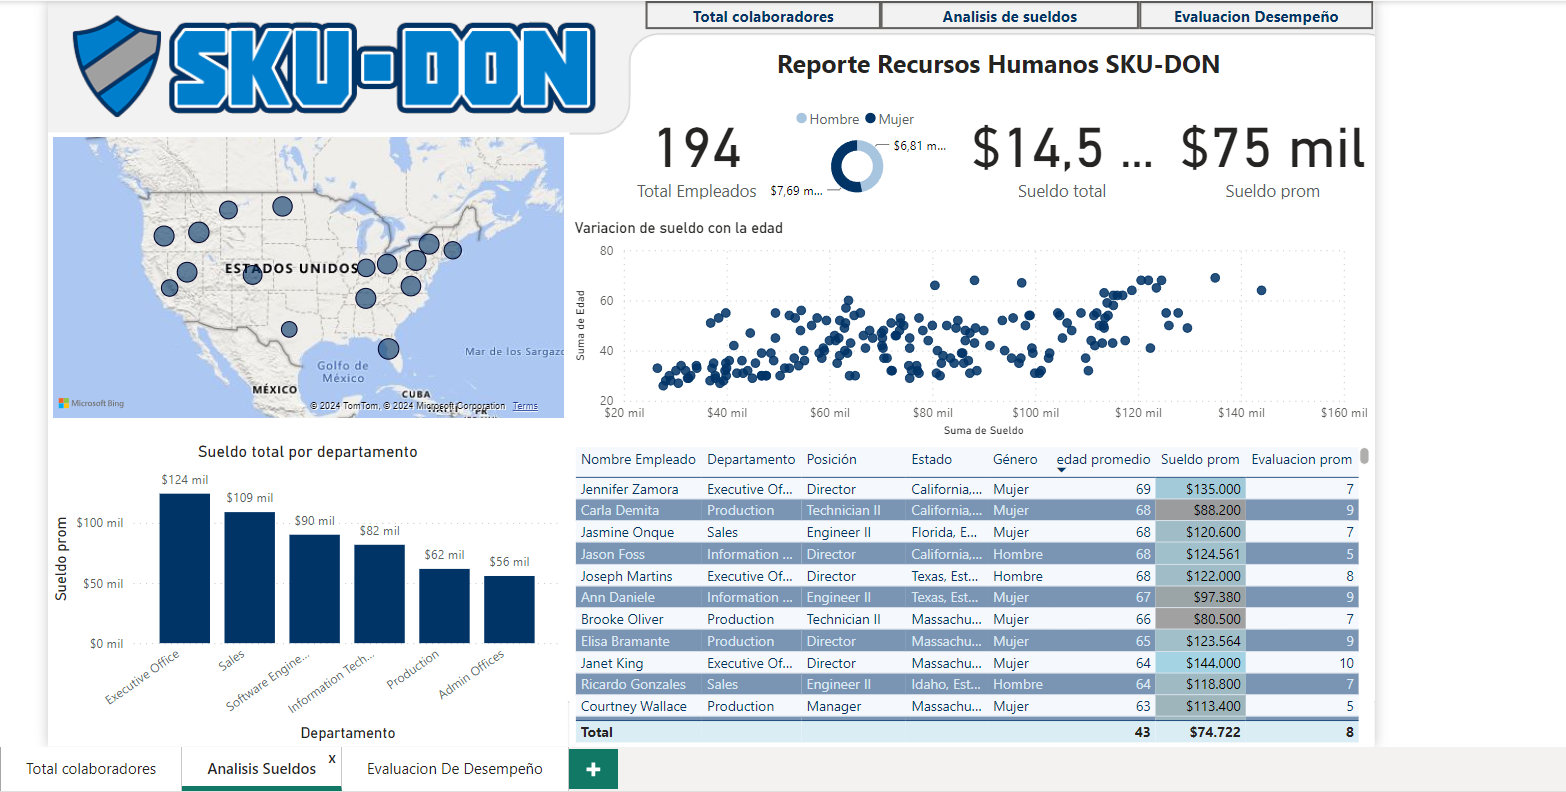 SKU-DON
Total colaboradores
Analisis de sueldos
Evaluacion Desempeño
Reporte Recursos Humanos SKU-DON
194
Total Empleados
Hombre Mujer
$6,81 m...
$7,69 m...
$14,5 ...
Sueldo total
$75 mil
Sueldo prom
ESTADOS UNIDOS
Golfo de
México
MÉXICO
CUBA
Mar de los Sargazo
Microsoft Bing
© 2024 TomTom, © 2024 Microsoft Corporation Terms
Variacion de sueldo con la edad
Suma de Edad
80
60
40
20
$20 mil $40 mil $60 mil $80 mil $100 mil $120 mil $140 mil $160 mil
Suma de Sueldo
Sueldo total por departamento
Sueldo prom
$100 mil
$50 mil
$0 mil
$124 mil
$109 mil
$90 mil
$82 mil
$62 mil
$56 mil
Executive Office
Sales
Software Engine...
Information Tech...
Production
Admin Offices
Departamento
Nombre Empleado Departamento Posición Estado Género edad promedio Sueldo prom Evaluacion prom
Jennifer Zamora Executive Of... Director California,... Mujer 69 $135.000 7
Carla Demita Production Technician II California,... Mujer 68 $88.200 9
Jasmine Onque Sales Engineer II Florida, E... Mujer 68 $120.600 7
Jason Foss Information ... Director California,... Hombre 68 $124.561 5
Joseph Martins Executive Of... Director Texas, Est... Hombre 68 $122.000 8
Ann Daniele Information ... Engineer II Texas, Est... Mujer 67 $97.380 9
Brooke Oliver Production Technician II Massachu... Mujer 66 $80.500 7
Elisa Bramante Production Director Massachu... Mujer 65 $123.564 9
Janet King Executive Of... Director Massachu... Mujer 64 $144.000 10
Ricardo Gonzales Sales Engineer II Idaho, Est... Hombre 64 $118.800 7
Courtney Wallace Production Manager Massachu... Mujer 63 $113.400 5
Total 43 $74.722 8
Total colaboradores
Analisis Sueldos
x
Evaluacion De Desempeño
+